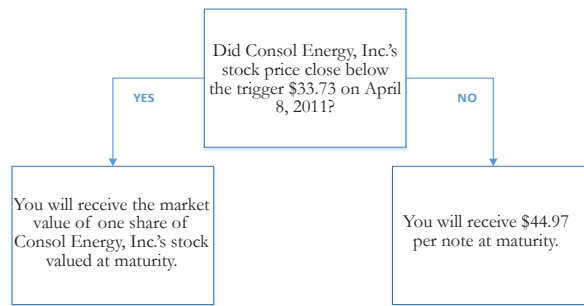 Did Consol Energy, Inc.'s
stock price close below
the trigger $33.73 on April
8, 2011?
YES
NO
You will receive the market
value of one share of
Consol Energy, Inc.'s stock
valued at maturity.
You will receive $44.97
per note at maturity.